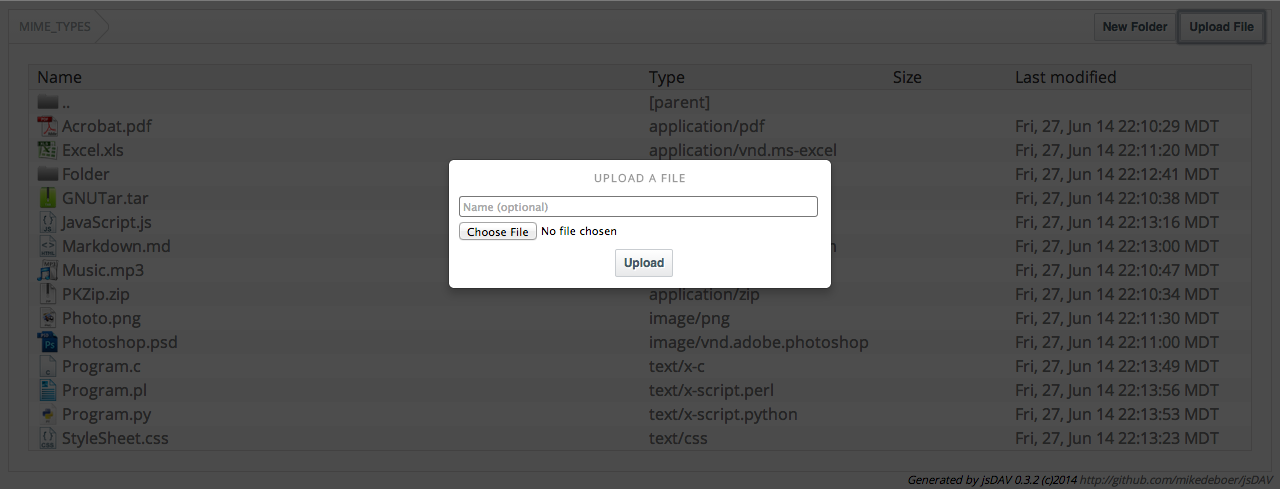 MIME_TYPES
New Folder Upload File
Name Type Size Last modified
.. [parent]
Acrobat.pdf application/pdf Fri, 27, Jun 14 22:10:29 MDT
Excel.xls application/vnd.ms-excel Fri, 27, Jun 14 22:11:20 MDT
Folder Fri, 27, Jun 14 22:12:41 MDT
GNUTar.tar Fri, 27, Jun 14 22:10:38 MDT
JavaScript.js Fri, 27, Jun 14 22:13:16 MDT
Markdown.md Fri, 27, Jun 14 22:13:00 MDT
Music.mp3 Fri, 27, Jun 14 22:10:47 MDT
PKZip.zip application/zip Fri, 27, Jun 14 22:10:34 MDT
Photo.png image/png Fri, 27, Jun 14 22:11:30 MDT
Photoshop.psd image/vnd.adobe.photoshop Fri, 27, Jun 14 22:11:00 MDT
Program.c text/x-c Fri, 27, Jun 14 22:13:49 MDT
Program.pl text/x-script.perl Fri, 27, Jun 14 22:13:56 MDT
Program.py text/x-script.python Fri, 27, Jun 14 22:13:53 MDT
StyleSheet.css text/css Fri, 27, Jun 14 22:13:23 MDT
UPLOAD A FILE
Name (optional)
Choose File No file chosen
Upload
Generated by jsDAV 0.3.2 (c)2014 http://github.com/mikedeboer/jsDAV